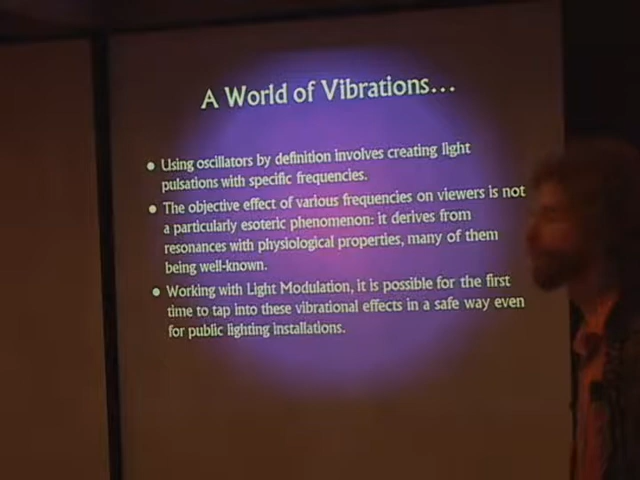 A World of Vibrations...
● Using oscillators by definition involves creating light
pulsations with specific frequencies.
● The objective effect of various frequencies on viewers is not
a particularly esoteric phenomenon: it derives from
resonances with physiological properties, many of them
being well-known.
● Working with Light Modulation, it is possible for the first
time to tap into these vibrational effects in a safe way even
for public lighting installations.